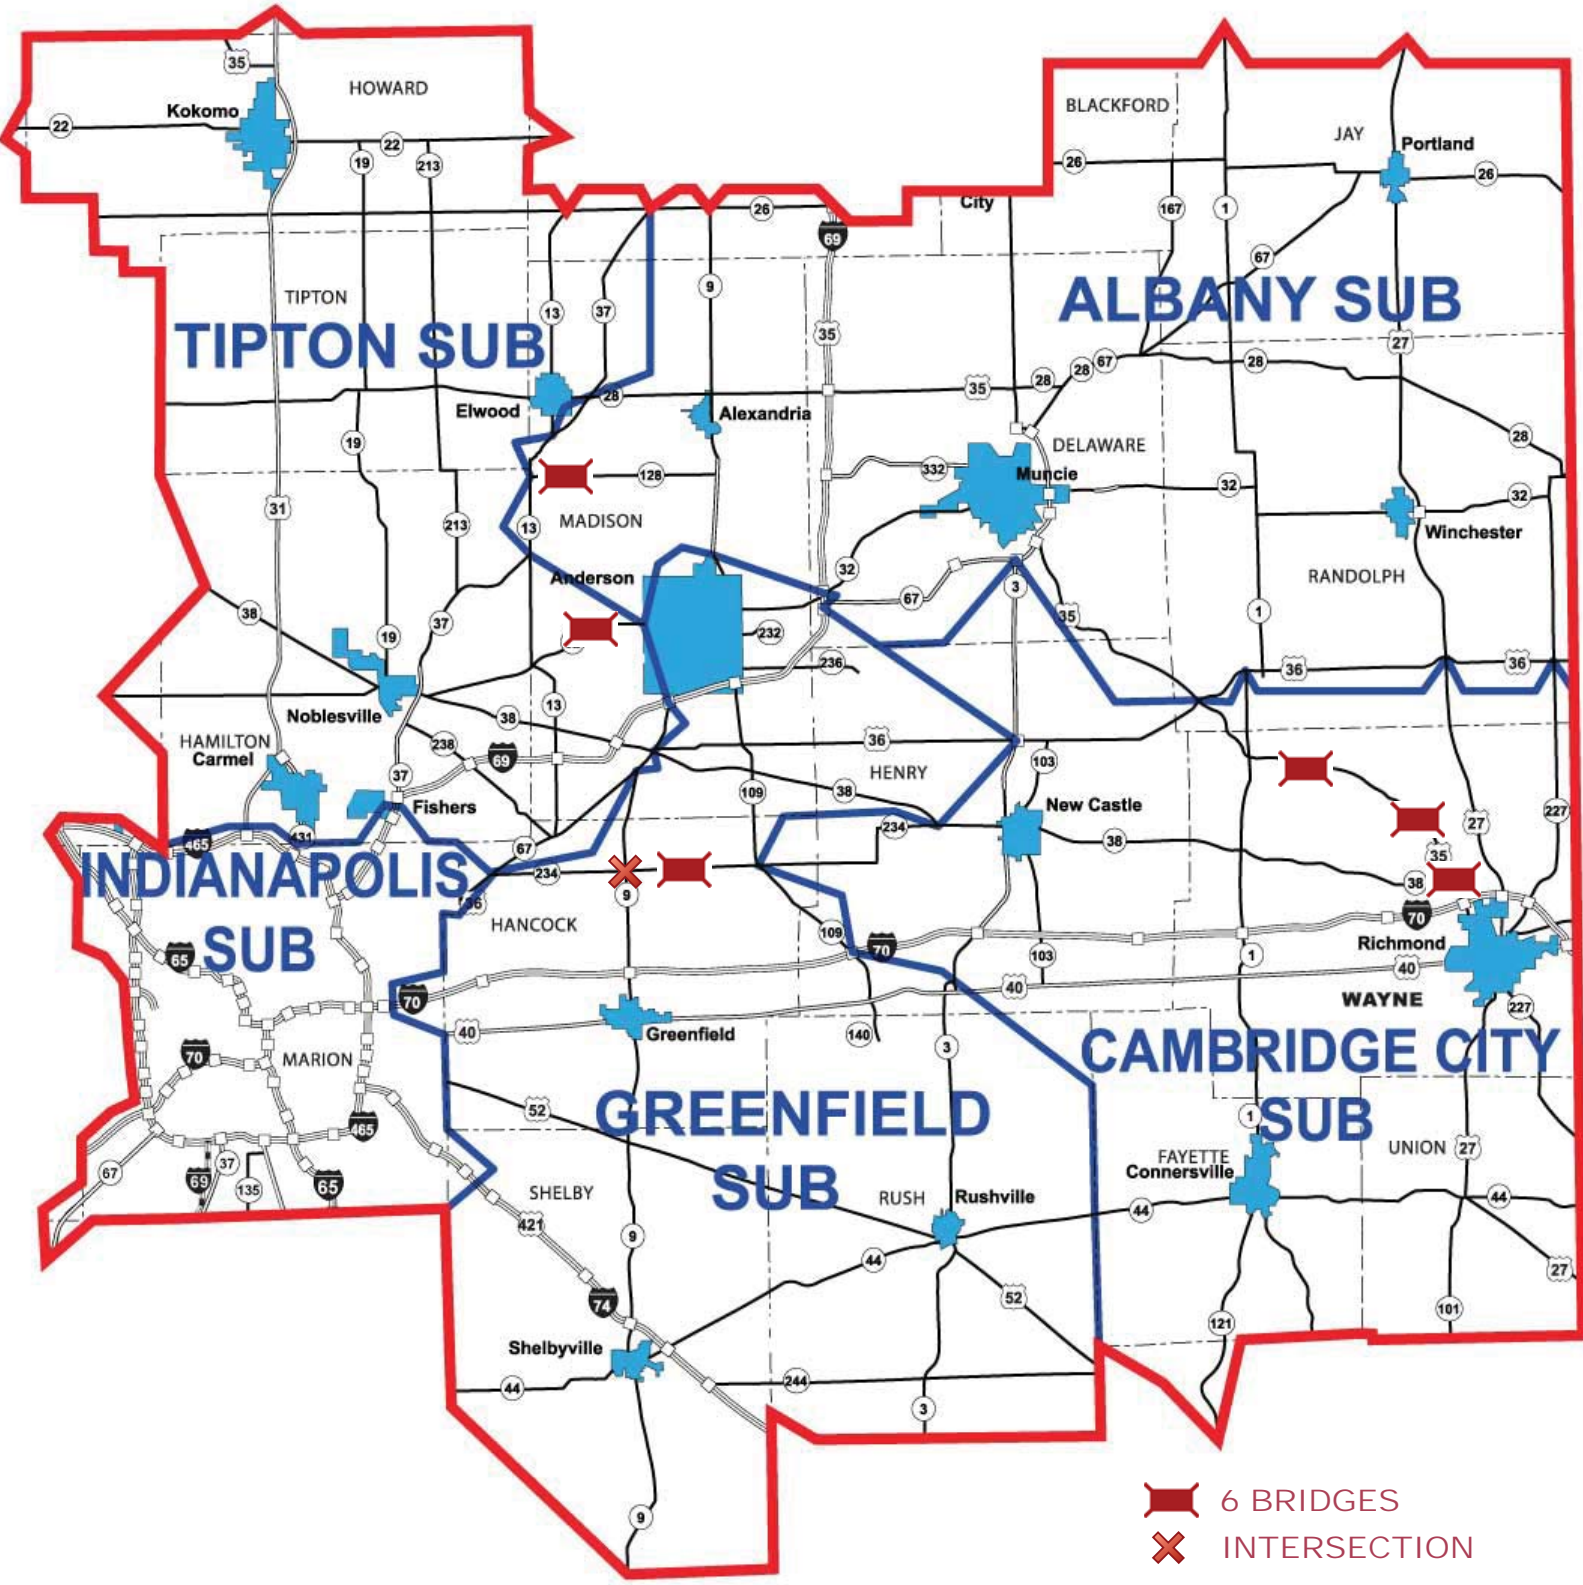 35
HOWARD
BLACKFORD
Kokomo
JAY
22
22
Portland
19
213
26
26
City
26
167
1
69
67
9
TIPTON
ALBANY SUB
13
37
TIPTON SUB
35
27
67
28
28
28
35
28
Elwood
Alexandria
19
28
DELAWARE
332
Muncie
128
32
32
31
MADISON
213
13
Winchester
Anderson
32
RANDOLPH
3
67
35
1
38
37
19
232
236
36
36
Noblesville
13
38
HAMILTON
Carmel
238
36
69
103
HENRY
37
109
38
Fishers
New Castle
227
27
234
431
465
67
38
35
INDIANAPOLIS
SUB
234
36
9
38
70
HANCOCK
109
70
Richmond
65
103
1
40
40
70
WAYNE
227
40
Greenfield
140
3
CAMBRIDGE CITY
SUB
70
MARION
52
GREENFIELD
SUB
1
465
UNION
27
37
FAYETTE
Connersville
67
69
135
65
SHELBY
RUSH
Rushville
44
44
421
9
44
27
52
74
101
121
Shelbyville
44
244
3
9
6 BRIDGES
INTERSECTION